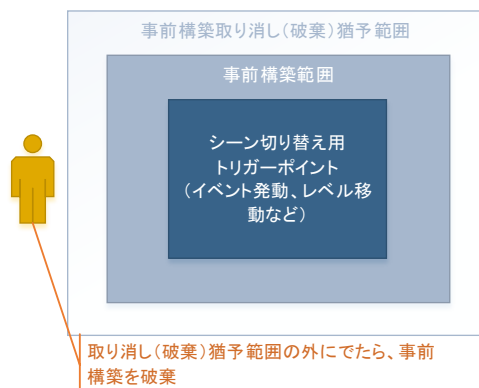 事前構築取り消し(破棄)猶予範囲
事前構築範囲
シーン切り替え用
トリガーポイント
(イベント発動、レベル移
動など)
取り消し(破棄)猶予範囲の外にでたら、事前
構築を破棄